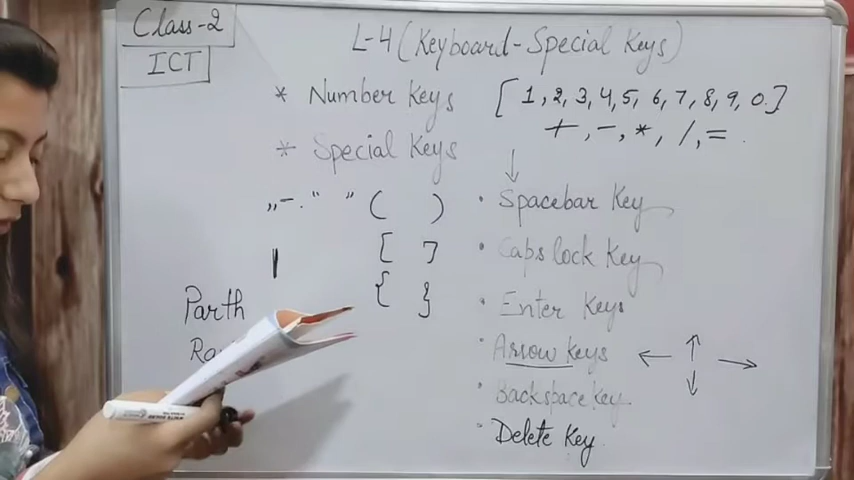 Class-2
ICT
L-4 (Keyboard-Special Keys)
* Number Keys [1,2,3,4,5,6,7,8,9,0.]
+,-,*,/,= .
* Special Keys ↓
,,-." " ( ) • Spacebar Key
| [ ] • Caps lock Key
{ } • Enter Keys
Parth
• Arrow Keys ← ↑ ↓ →
• Backspace Key
• Delete Key